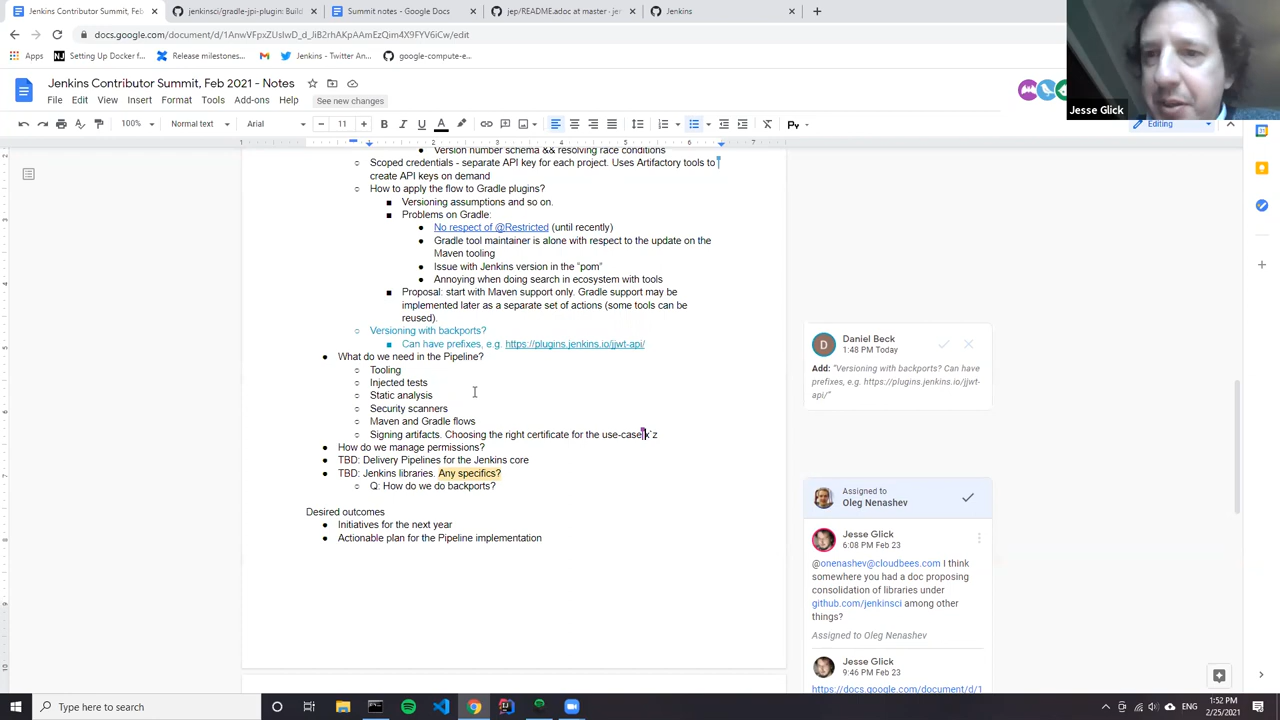 Jenkins Contributor Summit, Feb
jenkinsci/gradle-jpi-plugin: Build
Summit notes - Google Docs
jep/README.adoc at master · jen
Jenkins
docs.google.com/document/d/1AnwVFpxZUsIwD_d_JiB2rhAKpAAmEzQim4X9FYV6iCw/edit
Apps
Setting Up Docker f...
Release milestones...
Twitter - Jenkins - An...
google-compute-e...
Jenkins Contributor Summit, Feb 2021 - Notes
File Edit View Insert Format Tools Add-ons Help
See new changes
100%
Normal text
Arial
11
Editing
Jesse Glick
Version number schema && resolving race conditions
Scoped credentials - separate API key for each project. Uses Artifactory tools to
create API keys on demand
How to apply the flow to Gradle plugins?
Versioning assumptions and so on.
Problems on Gradle:
No respect of @Restricted (until recently)
Gradle tool maintainer is alone with respect to the update on the
Maven tooling
Issue with Jenkins version in the “pom”
Annoying when doing search in ecosystem with tools
Proposal: start with Maven support only. Gradle support may be
implemented later as a separate set of actions (some tools can be
reused).
Versioning with backports?
Can have prefixes, e.g. https://plugins.jenkins.io/jjwt-api/
What do we need in the Pipeline?
Tooling
Injected tests
Static analysis
Security scanners
Maven and Gradle flows
Signing artifacts. Choosing the right certificate for the use-case
How do we manage permissions?
TBD: Delivery Pipelines for the Jenkins core
TBD: Jenkins libraries. Any specifics?
Q: How do we do backports?
Desired outcomes
Initiatives for the next year
Actionable plan for the Pipeline implementation
D
Daniel Beck
1:48 PM Today
Add: “Versioning with backports? Can have
prefixes, e.g. https://plugins.jenkins.io/jjwt-
api/”
Assigned to
Oleg Nenashev
Jesse Glick
6:08 PM Feb 23
@onenashev@cloudbees.com I think
somewhere you had a doc proposing
consolidation of libraries under
github.com/jenkinsci among other
things?
Assigned to Oleg Nenashev
Jesse Glick
9:46 PM Feb 23
https://docs.google.com/document/d/1
Type here to search
1:52 PM
2/25/2021